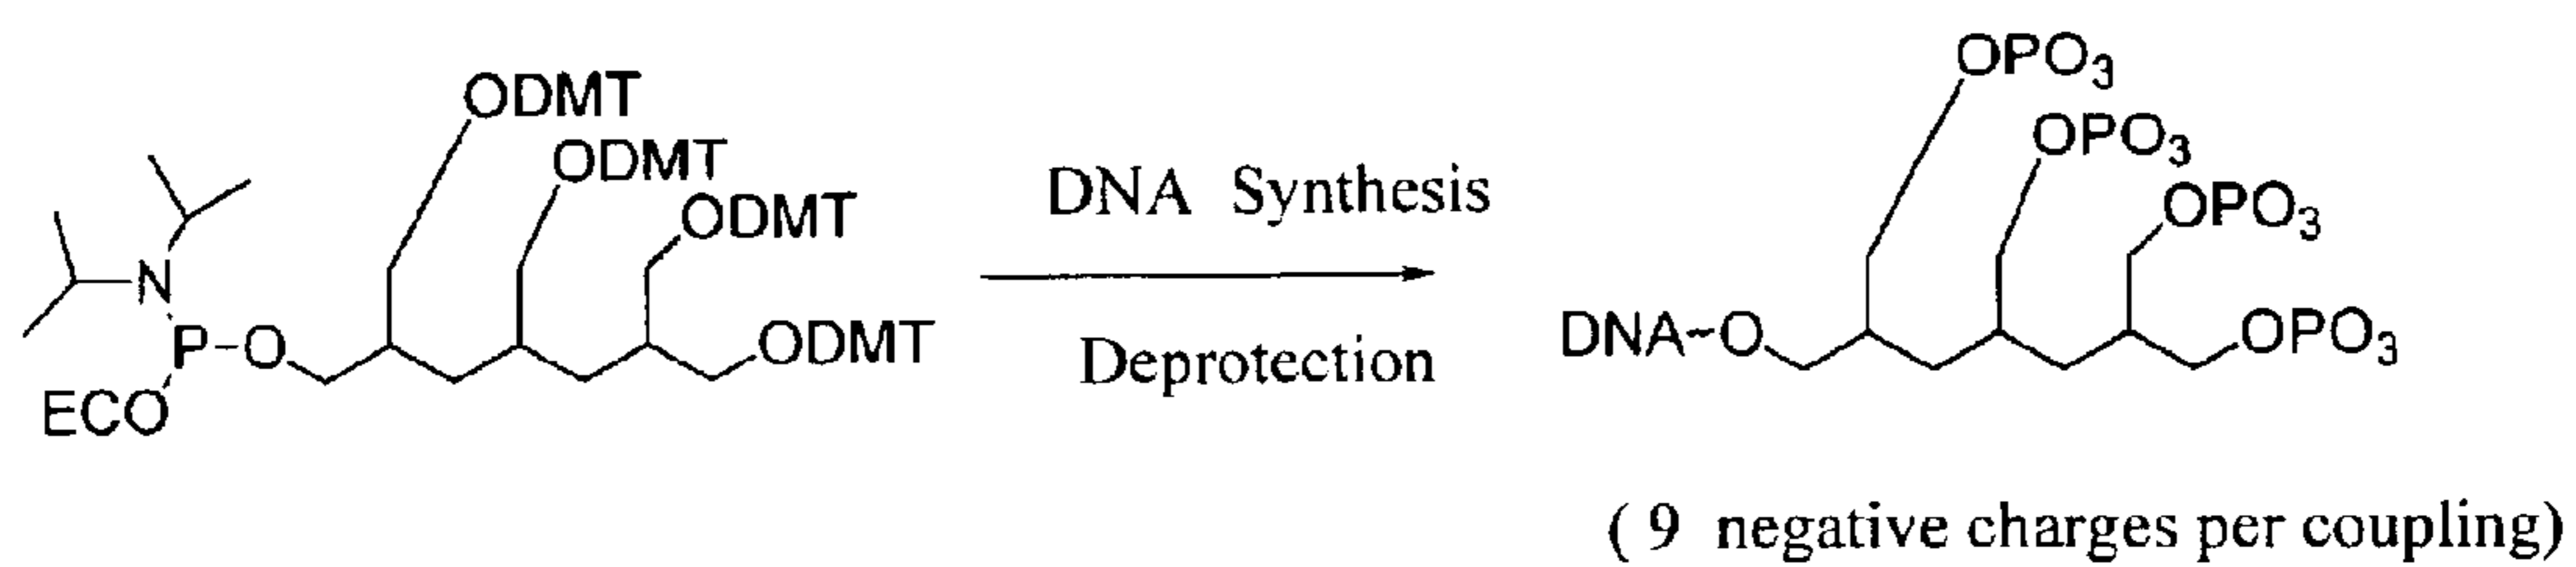 ODMT
ODMT
ODMT
N
P-O
ODMT
ECO
DNA Synthesis
Deprotection
OPO₃
OPO₃
OPO₃
DNA-O
OPO₃
( 9 negative charges per coupling)